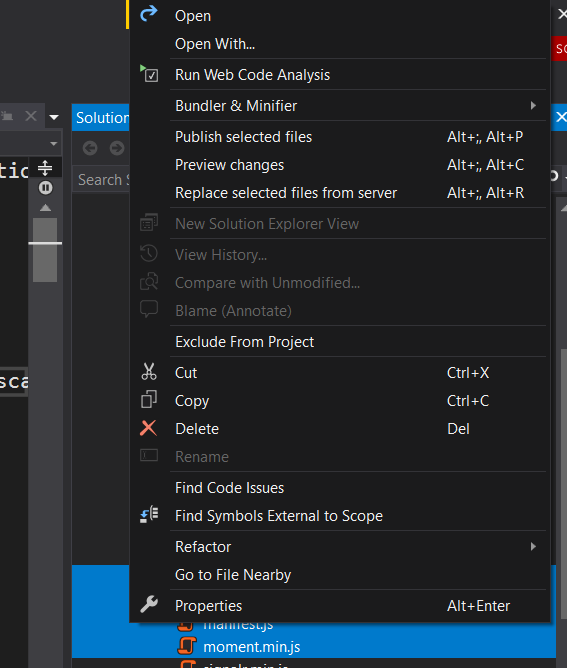 Open
Open With...
sc
Run Web Code Analysis
Bundler & Minifier
Solution
Publish selected files Alt+;, Alt+P
Preview changes Alt+;, Alt+C
tic
Search S
Replace selected files from server Alt+;, Alt+R
New Solution Explorer View
View History...
Compare with Unmodified...
Blame (Annotate)
Exclude From Project
Cut Ctrl+X
sca
Copy Ctrl+C
Delete Del
Rename
Find Code Issues
Find Symbols External to Scope
Refactor
Go to File Nearby
Properties Alt+Enter
manifest.js
moment.min.js
signalr.min.js